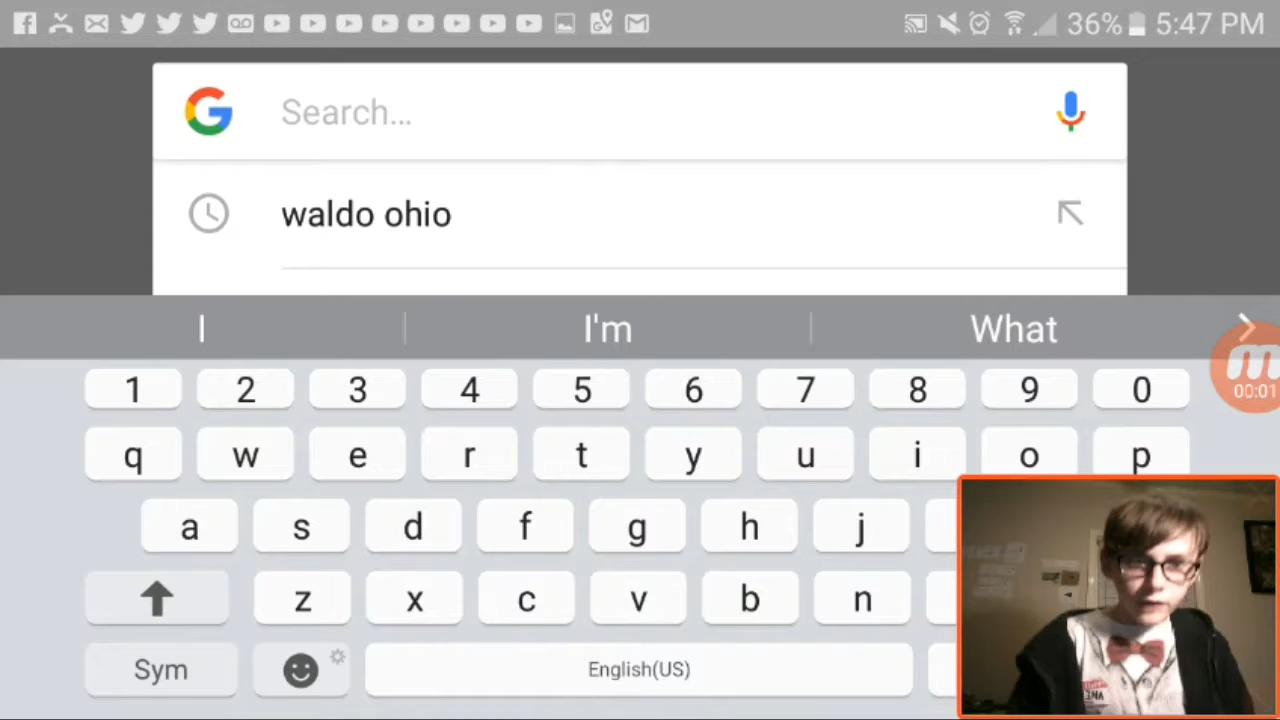 36% 5:47 PM
Search...
waldo ohio
I I'm What
00:01
1 2 3 4 5 6 7 8 9 0
q w e r t y u i o p
a s d f g h j
z x c v b n
Sym English(US)